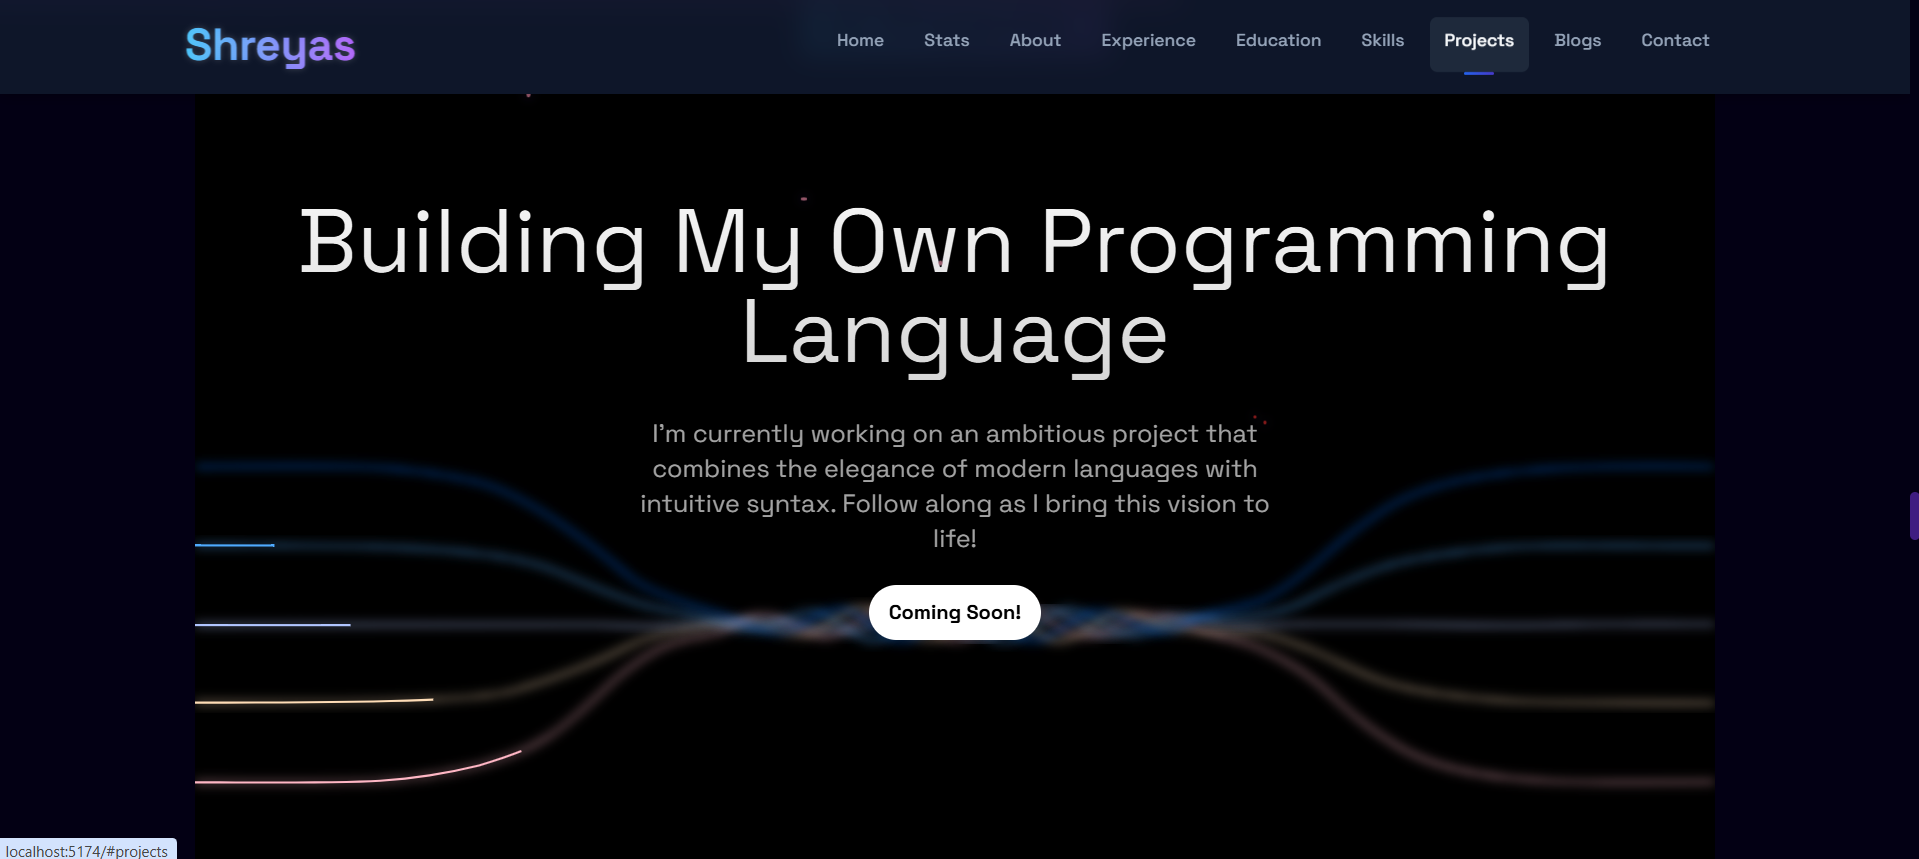 Shreyas
Home Stats About Experience Education Skills Projects Blogs Contact
Building My Own Programming
Language
I'm currently working on an ambitious project that
combines the elegance of modern languages with
intuitive syntax. Follow along as I bring this vision to
life!
Coming Soon!
localhost:5174/#projects